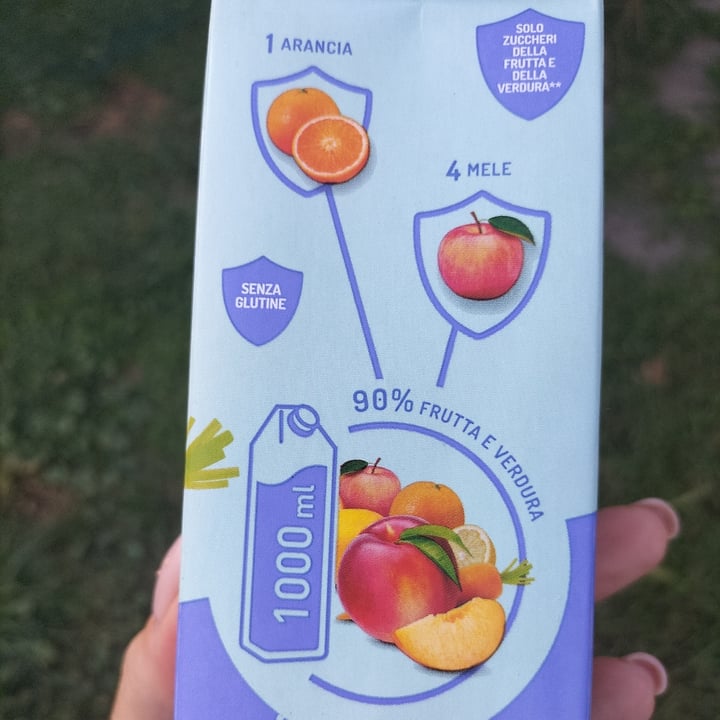 1 ARANCIA
SOLO
ZUCCHERI
DELLA
FRUTTA E
DELLA
VERDURA**
4 MELE
SENZA
GLUTINE
90% FRUTTA E VERDURA
1000 ml